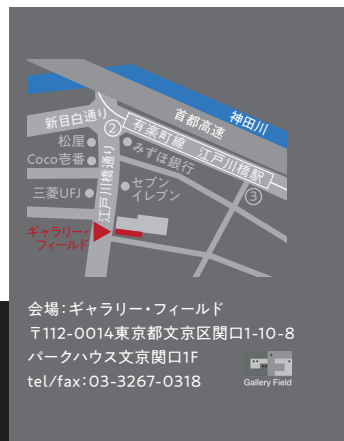 神田川
首都高速
新目白通り
②
有楽町線 江戸川橋駅
松屋
みずほ銀行
Coco壱番
江戸川橋通り
三菱UFJ
セブン
イレブン
③
ギャラリー・
フィールド
会場：ギャラリー・フィールド
〒112-0014東京都文京区関口1-10-8
パークハウス文京関口1F
tel/fax：03-3267-0318
Gallery Field